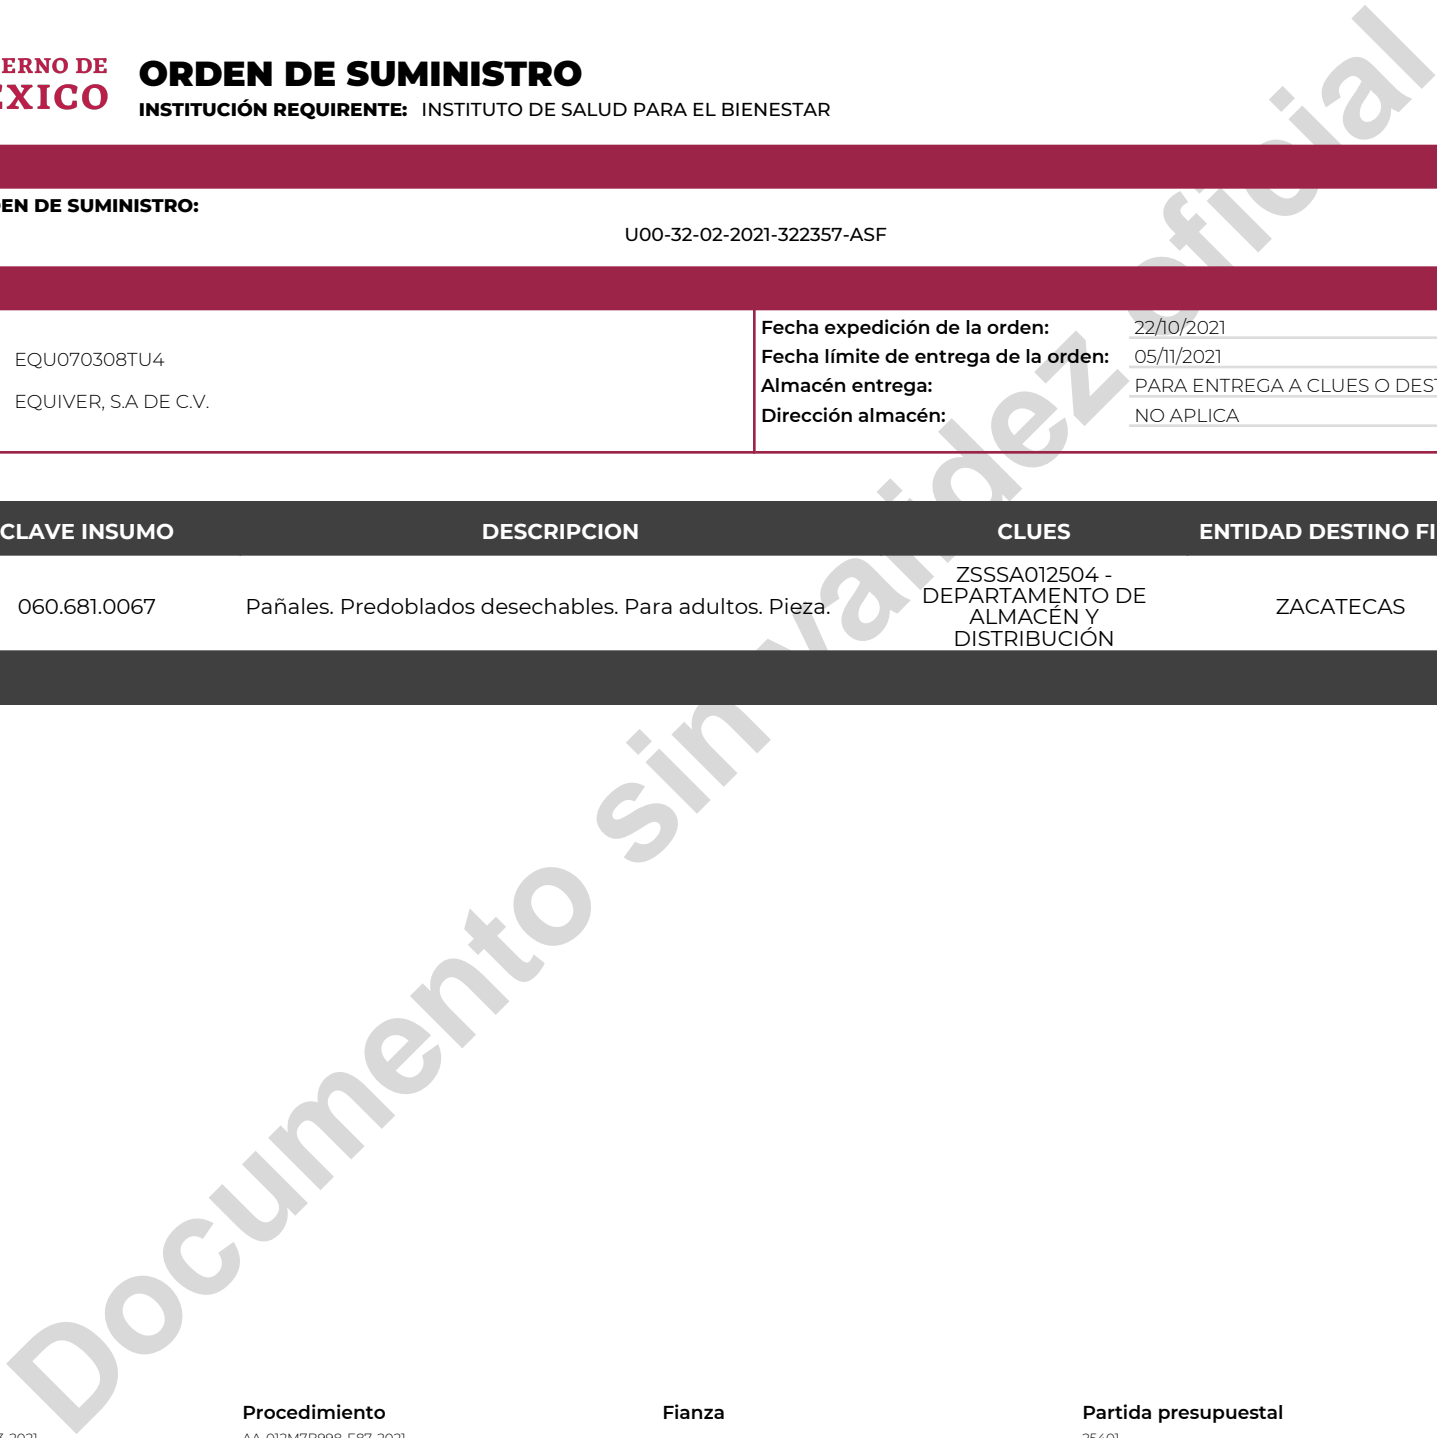 ERNO DE
EXICO
ORDEN DE SUMINISTRO
INSTITUCIÓN REQUIRENTE: INSTITUTO DE SALUD PARA EL BIENESTAR
EN DE SUMINISTRO:
U00-32-02-2021-322357-ASF
EQU070308TU4
EQUIVER, S.A DE C.V.
Fecha expedición de la orden: 22/10/2021
Fecha límite de entrega de la orden: 05/11/2021
Almacén entrega: PARA ENTREGA A CLUES O DEST
Dirección almacén: NO APLICA
CLAVE INSUMO DESCRIPCION CLUES ENTIDAD DESTINO FI
060.681.0067 Pañales. Predoblados desechables. Para adultos. Pieza. ZSSSA012504 -
DEPARTAMENTO DE
ALMACÉN Y
DISTRIBUCIÓN
ZACATECAS
Documento sin validez oficial
Procedimiento Fianza Partida presupuestal